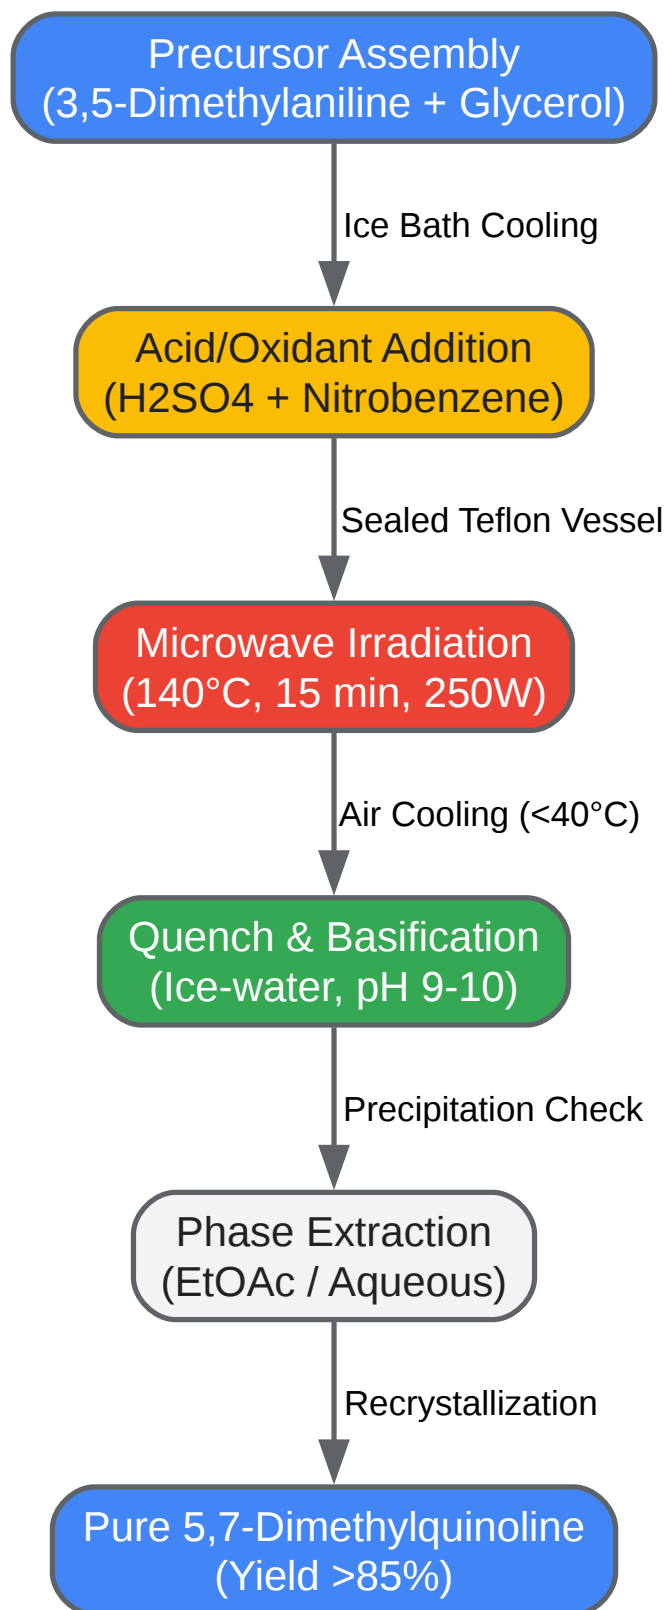 Precursor Assembly
(3,5-Dimethylaniline + Glycerol)
Ice Bath Cooling
Acid/Oxidant Addition
(H2SO4 + Nitrobenzene)
Sealed Teflon Vessel
Microwave Irradiation
(140°C, 15 min, 250W)
Air Cooling (<40°C)
Quench & Basification
(Ice-water, pH 9-10)
Precipitation Check
Phase Extraction
(EtOAc / Aqueous)
Recrystallization
Pure 5,7-Dimethylquinoline
(Yield >85%)